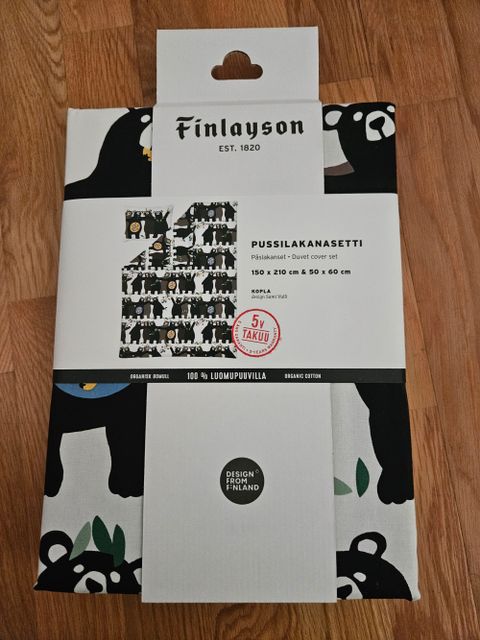 Finlayson
EST. 1820
PUSSILAKANASETTI
Påslakanset • Duvet cover set
150 x 210 cm & 50 x 60 cm
KOPLA
5V
TAKUU
ORGANISK BOMULL 100 % LUOMUPUUVILLA ORGANIC COTTON
DESIGN
FROM
FINLAND